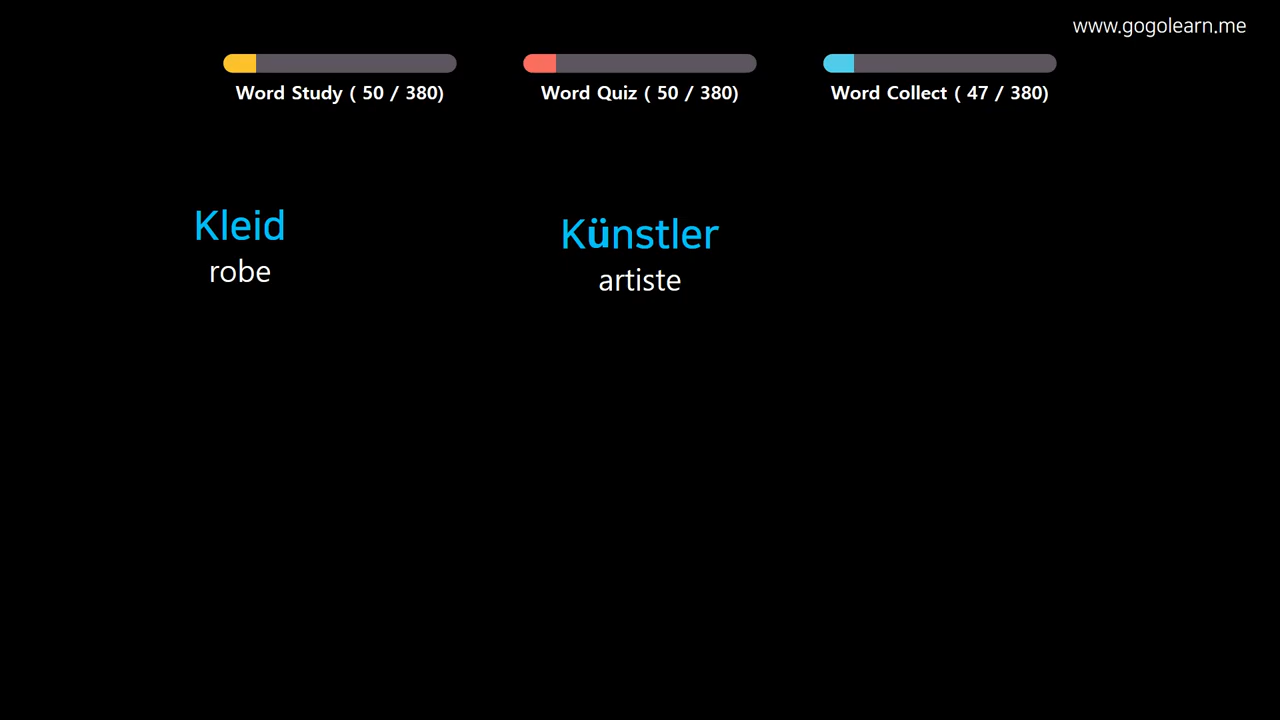 www.gogolearn.me
Word Study ( 50 / 380)
Word Quiz ( 50 / 380)
Word Collect ( 47 / 380)
Kleid
robe
Künstler
artiste